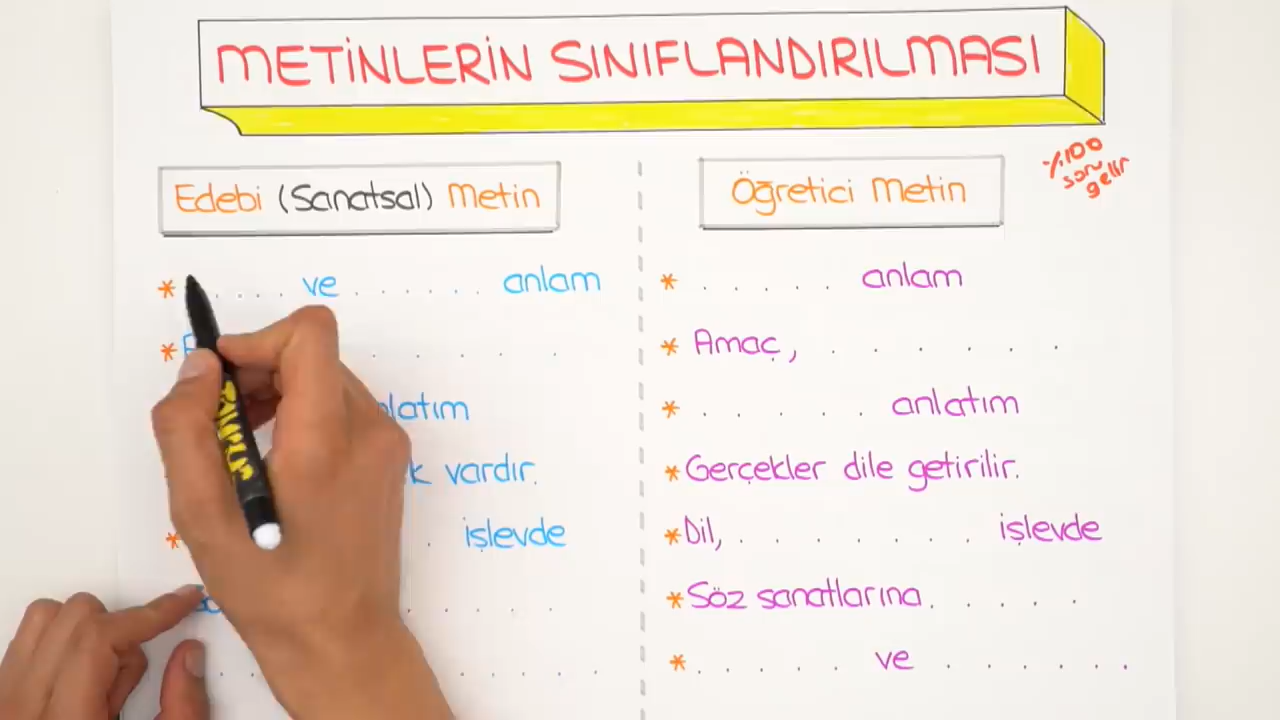 METİNLERİN SINIFLANDIRILMASI
%100
soru
gelir
Edebi (Sanatsal) Metin
* . . . . ve . . . . . . anlam
*
latım
k vardır.
* . işlevde
. . . .
. . . . . . . . .
Öğretici Metin
* . . . . . anlam
* Amaç, . . . . . .
* . . . . . anlatım
* Gerçekler dile getirilir.
* Dil, . . . . . . . işlevde
* Söz sanatlarına . . . . .
* . . . . . ve . . . . . .